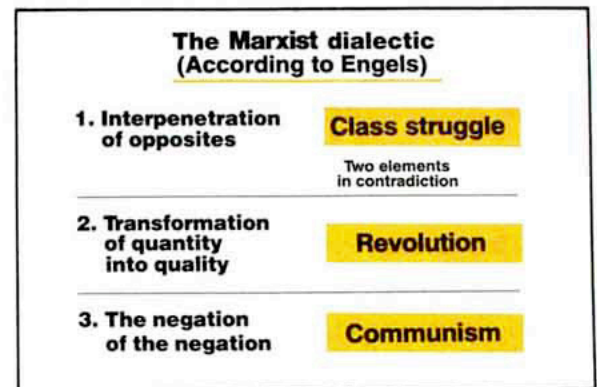 The Marxist dialectic
(According to Engels)
1. Interpenetration
of opposites
Class struggle
Two elements
in contradiction
2. Transformation
of quantity
into quality
Revolution
3. The negation
of the negation
Communism